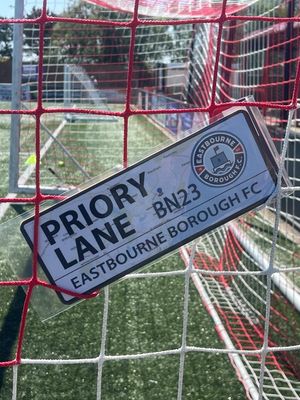 PRIORY
LANE BN23
EASTBOURNE BOROUGH FC
EASTBOURNE
BOROUGH